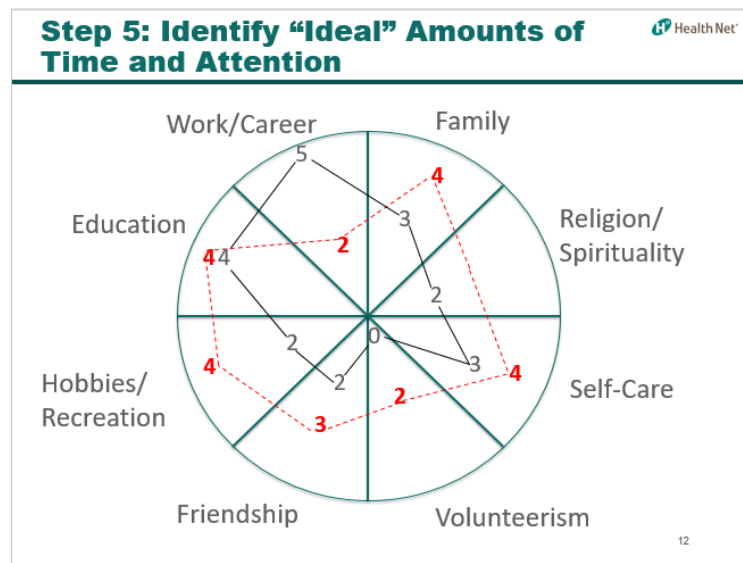 Step 5: Identify “Ideal” Amounts of
Time and Attention
Health Net®
Work/Career
Family
5
4
3
Education
2
Religion/
Spirituality
4
4
2
2
0
3
4
4
2
2
3
Hobbies/
Recreation
Self-Care
Friendship
Volunteerism
12